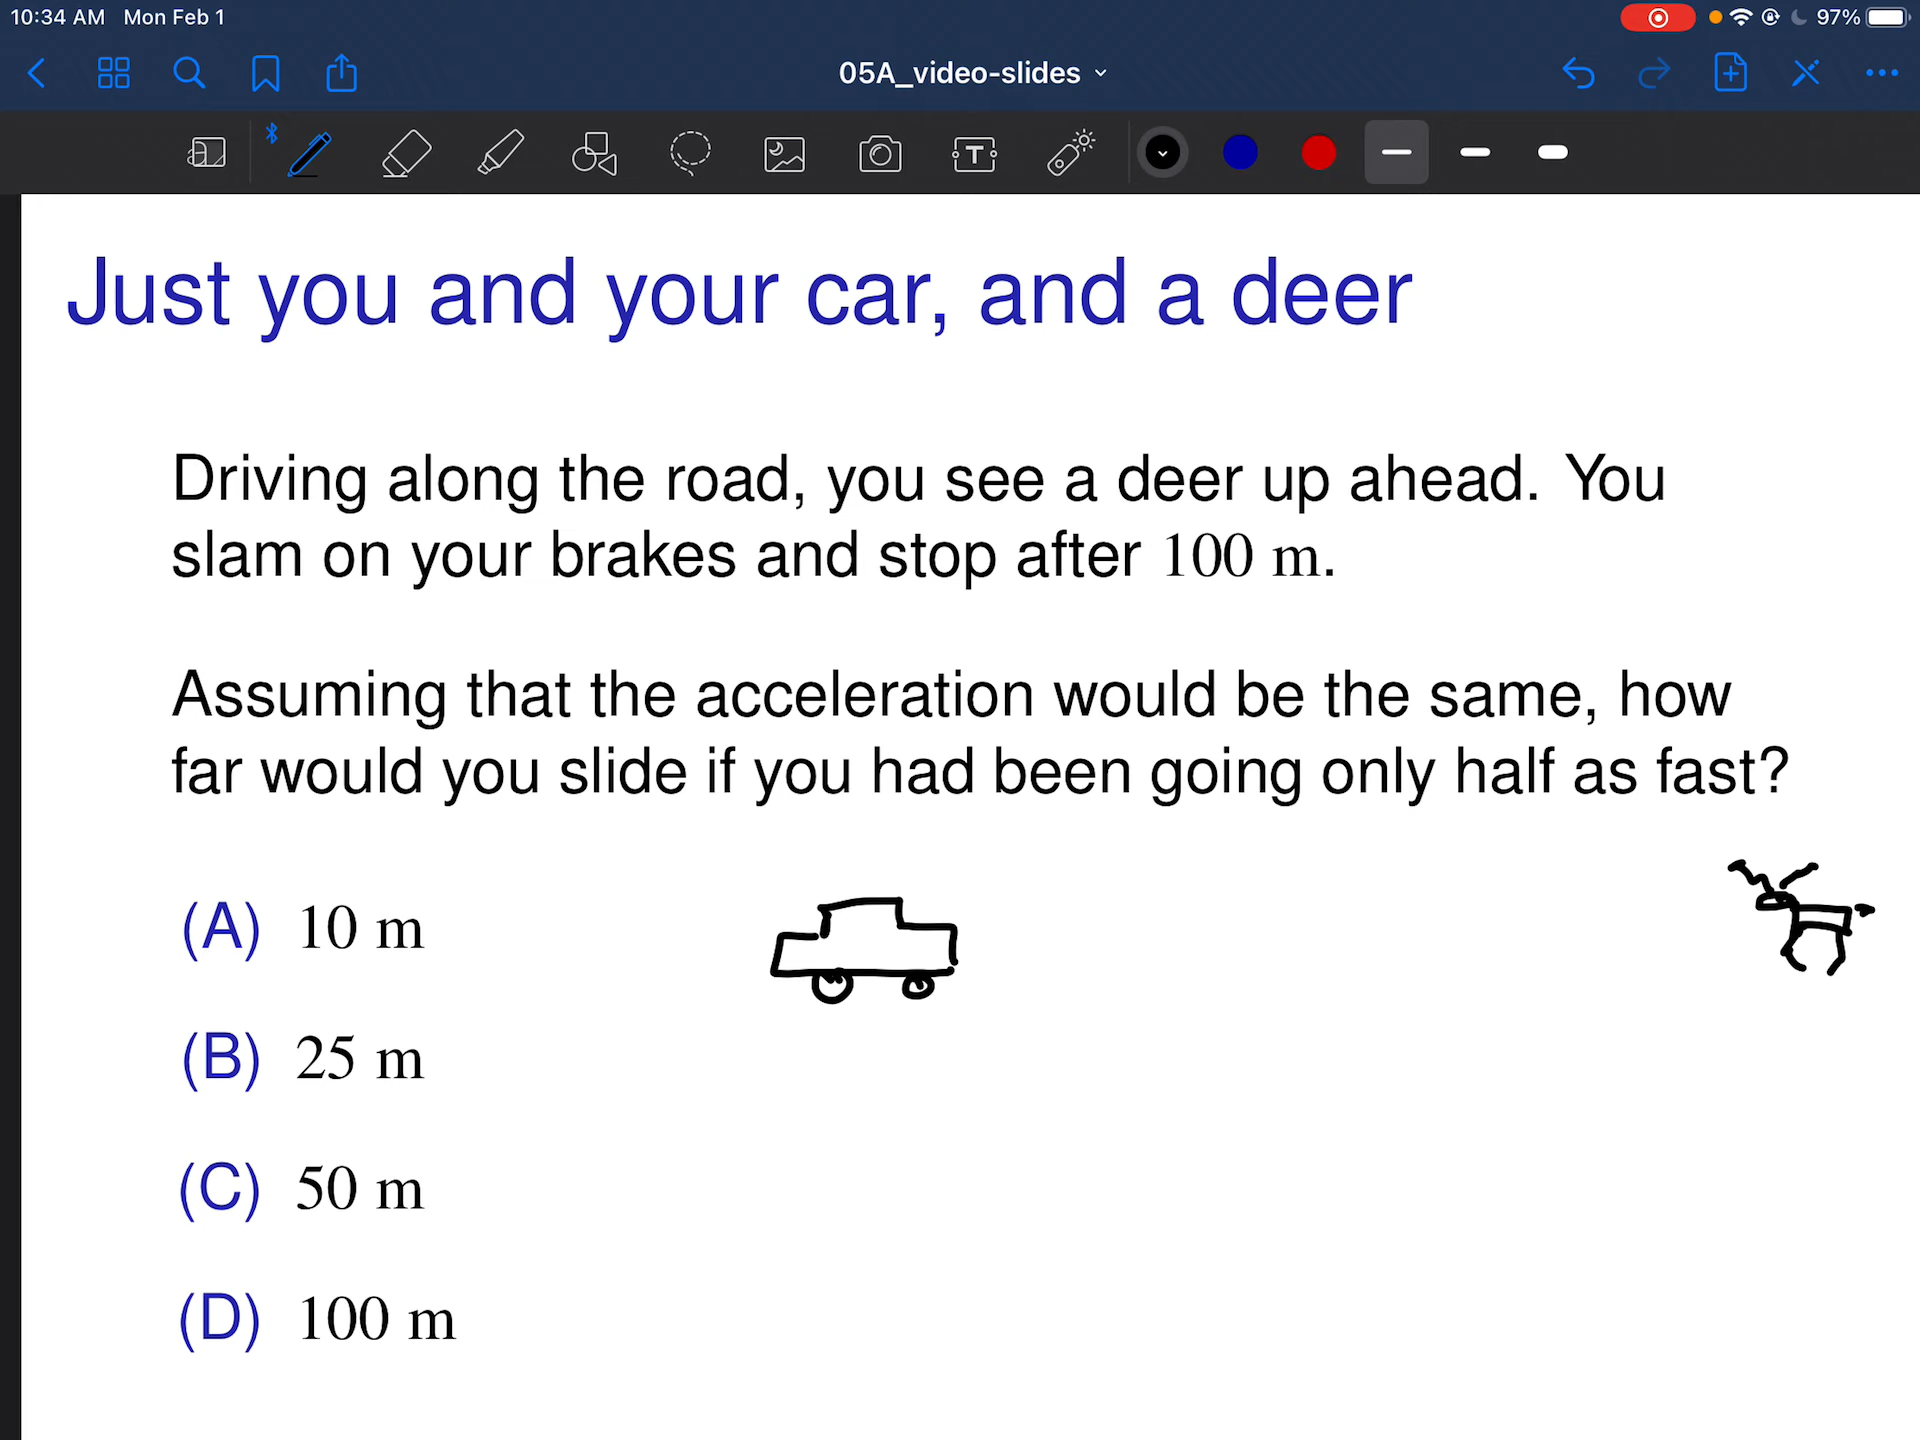 10:34 AM Mon Feb 1
97%
05A_video-slides
a
T
Just you and your car, and a deer
Driving along the road, you see a deer up ahead. You
slam on your brakes and stop after 100 m.
Assuming that the acceleration would be the same, how
far would you slide if you had been going only half as fast?
(A) 10 m
(B) 25 m
(C) 50 m
(D) 100 m